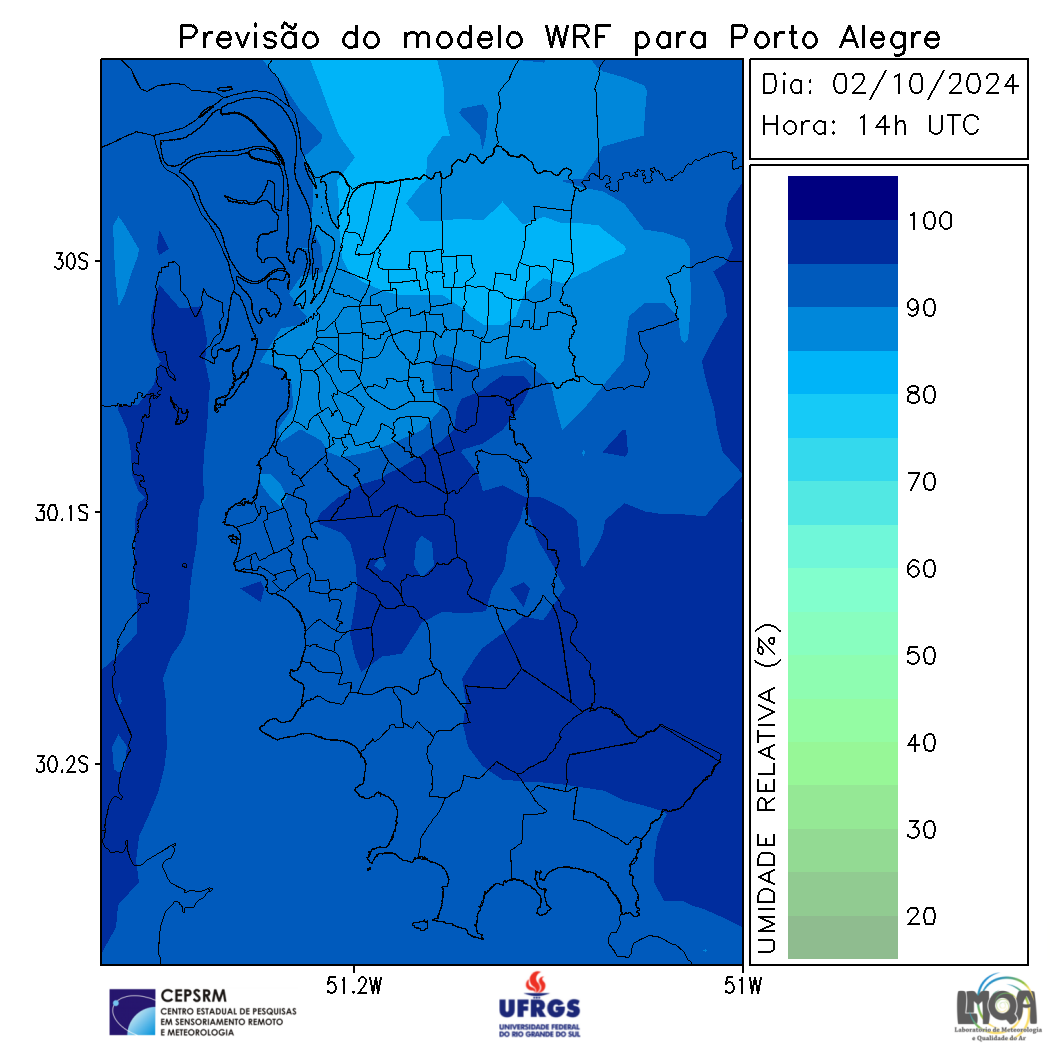 Previsão do modelo WRF para Porto Alegre
Dia: 02/10/2024
Hora: 14h UTC
100
90
80
70
60
50
40
30
20
UMIDADE RELATIVA (%)
30S
30.1S
30.2S
51.2W
51W
CEPSRM
CENTRO ESTADUAL DE PESQUISAS
EM SENSORIAMENTO REMOTO
E METEOROLOGIA
UFRGS
UNIVERSIDADE FEDERAL
DO RIO GRANDE DO SUL
LMQA
Laboratório de Meteorologia
e Qualidade do Ar